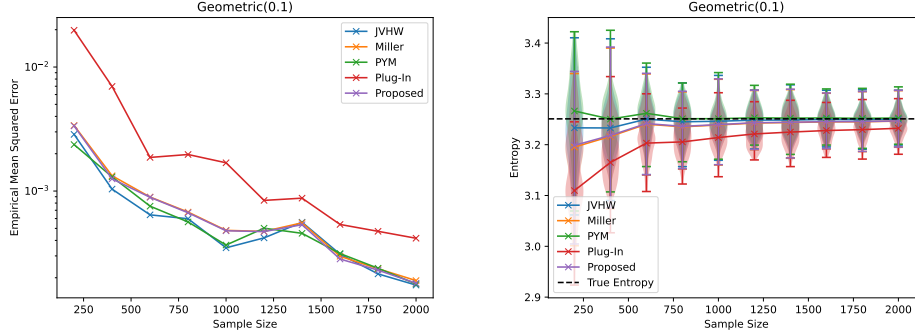 Geometric(0.1)
Empirical Mean Squared Error
10⁻²
10⁻³
JVHW
Miller
PYM
Plug-In
Proposed
250 500 750 1000 1250 1500 1750 2000
Sample Size
Geometric(0.1)
Entropy
3.4
3.3
3.2
3.1
3.0
2.9
JVHW
Miller
PYM
Plug-In
Proposed
True Entropy
250 500 750 1000 1250 1500 1750 2000
Sample Size